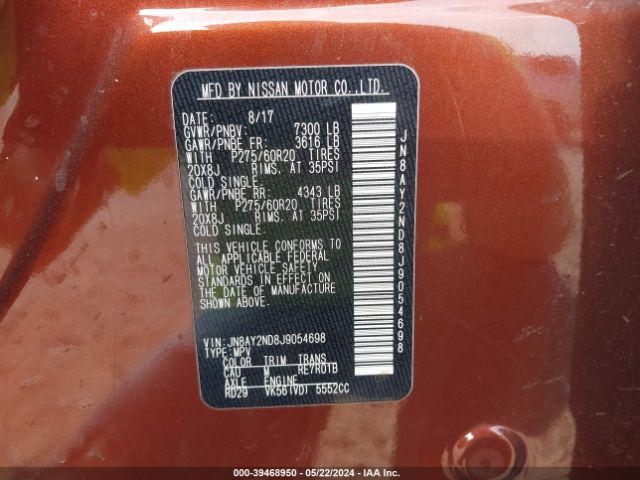 MFD BY NISSAN MOTOR CO.,LTD.
DATE: 8/17
GVWR/PNBV: 7300 LB
GAWR/PNBE FR: 3616 LB
WITH P275/60R20 TIRES
20X8J RIMS. AT 35PSI
COLD SINGLE.
GAWR/PNBE RR: 4343 LB
WITH P275/60R20 TIRES
20X8J RIMS. AT 35PSI
COLD SINGLE.
THIS VEHICLE CONFORMS TO
ALL APPLICABLE FEDERAL
MOTOR VEHICLE SAFETY
STANDARDS IN EFFECT ON
THE DATE OF MANUFACTURE
SHOWN ABOVE.
VIN: JN8AY2ND8J9054698
TYPE: MPV
COLOR TRIM TRANS
CAU M RE7R01B
AXLE ENGINE
RD29 VK56(VD) 5552CC
JN8AY2ND8J9054698
000-39468950 • 05/22/2024 • IAA Inc.